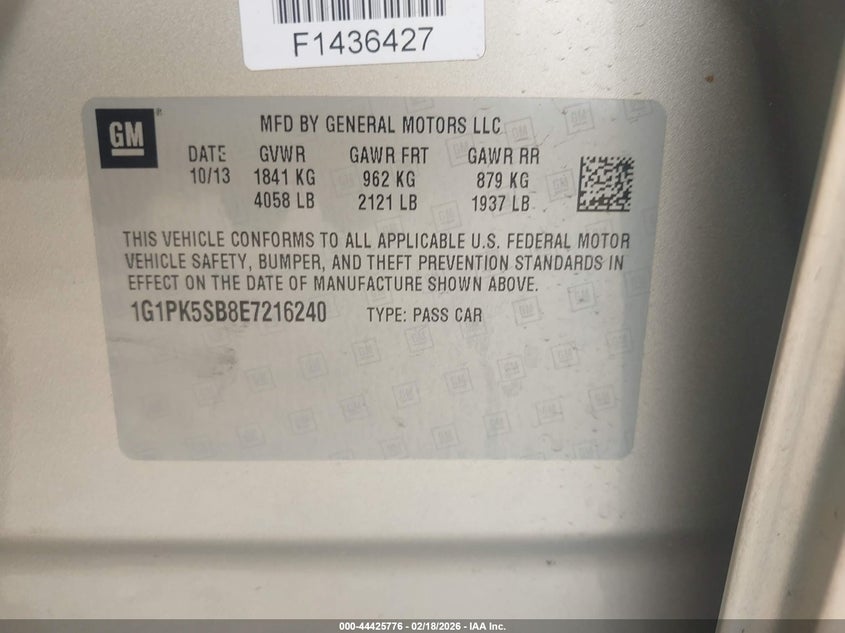 F1436427
GM
®
MFD BY GENERAL MOTORS LLC
DATE GVWR GAWR FRT GAWR RR
10/13 1841 KG 962 KG 879 KG
4058 LB 2121 LB 1937 LB
THIS VEHICLE CONFORMS TO ALL APPLICABLE U.S. FEDERAL MOTOR
VEHICLE SAFETY, BUMPER, AND THEFT PREVENTION STANDARDS IN
EFFECT ON THE DATE OF MANUFACTURE SHOWN ABOVE.
1G1PK5SB8E7216240 TYPE: PASS CAR
000-44425776 - 02/18/2026 - IAA Inc.